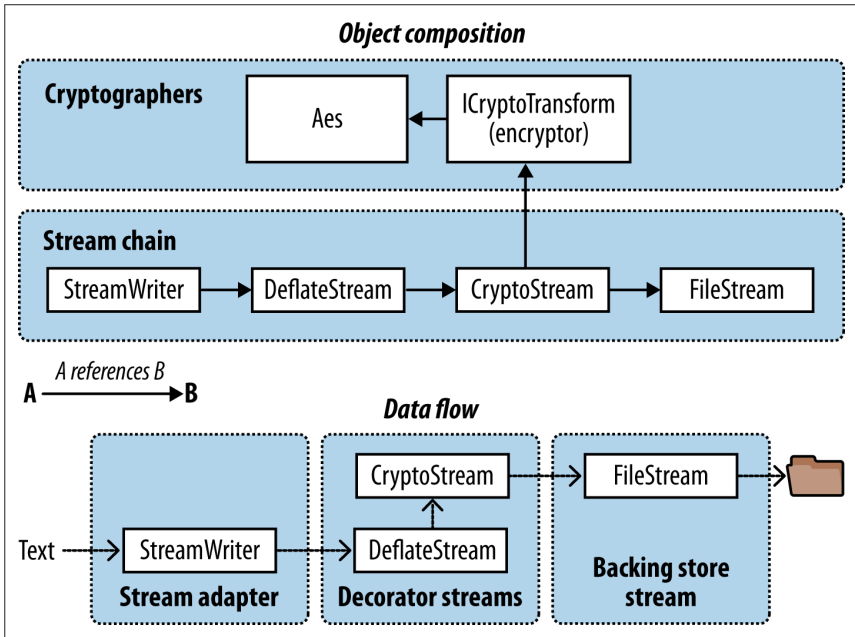 Object composition
Cryptographers
Aes
ICryptoTransform
(encryptor)
Stream chain
StreamWriter
DeflateStream
CryptoStream
FileStream
A references B
A
B
Data flow
CryptoStream
FileStream
Text
StreamWriter
DeflateStream
Stream adapter
Decorator streams
Backing store
stream